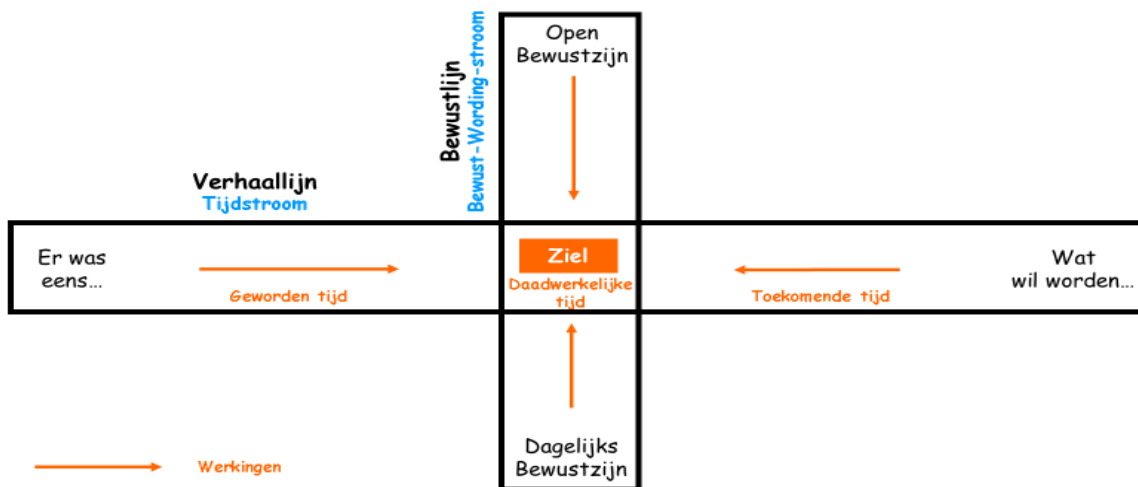 Open
Bewustzijn
Bewustlijn
Bewust-Wording-stroom
Verhaallijn
Tijdstroom
Er was
eens...
Geworden tijd
Ziel
Daadwerkelijke
tijd
Toekomende tijd
Wat
wil worden...
Dagelijks
Bewustzijn
Werkingen